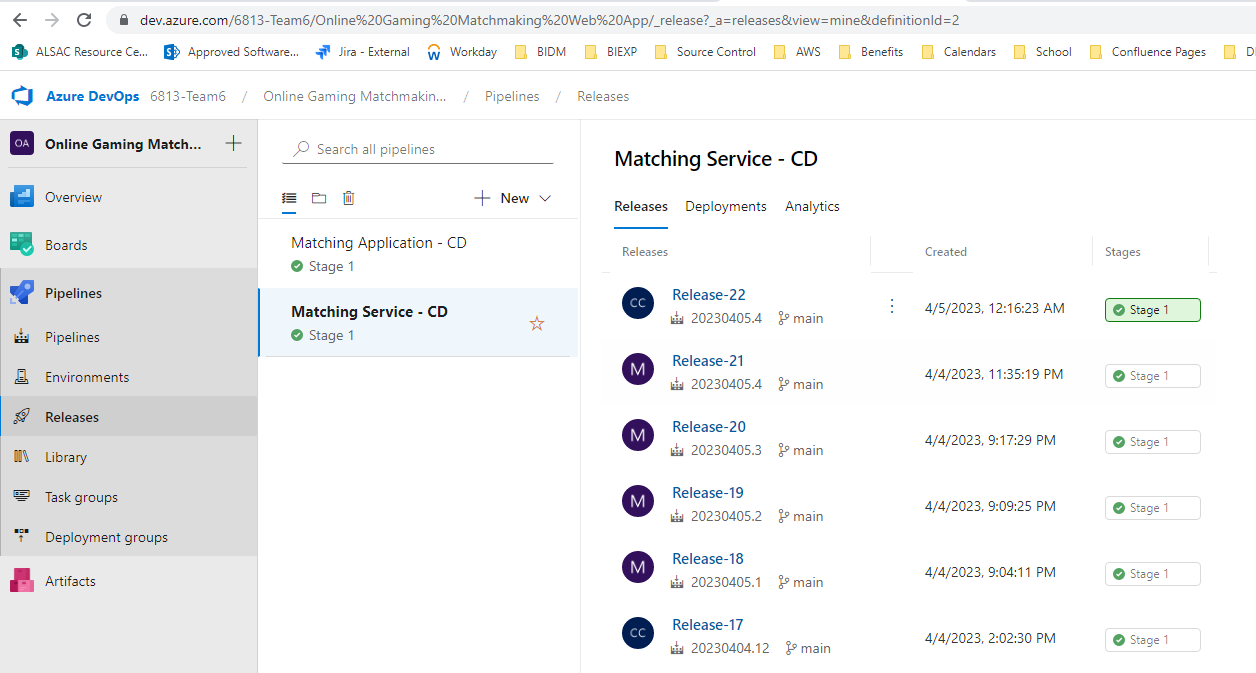 dev.azure.com/6813-Team6/Online%20Gaming%20Matchmaking%20Web%20App/_release?_a=releases&view=mine&definitionId=2
ALSAC Resource Ce... Approved Software... Jira - External Workday BIDM BIEXP Source Control AWS Benefits Calendars School Confluence Pages
Azure DevOps 6813-Team6 / Online Gaming Matchmakin... / Pipelines / Releases
OA Online Gaming Match...
Overview
Boards
Pipelines
Pipelines
Environments
Releases
Library
Task groups
Deployment groups
Artifacts
Search all pipelines
New
Matching Application - CD
Stage 1
Matching Service - CD
Stage 1
Matching Service - CD
Releases Deployments Analytics
Releases Created Stages
CC Release-22 4/5/2023, 12:16:23 AM Stage 1
20230405.4 main
M Release-21 4/4/2023, 11:35:19 PM Stage 1
20230405.4 main
M Release-20 4/4/2023, 9:17:29 PM Stage 1
20230405.3 main
M Release-19 4/4/2023, 9:09:25 PM Stage 1
20230405.2 main
M Release-18 4/4/2023, 9:04:11 PM Stage 1
20230405.1 main
CC Release-17 4/4/2023, 2:02:30 PM Stage 1
20230404.12 main